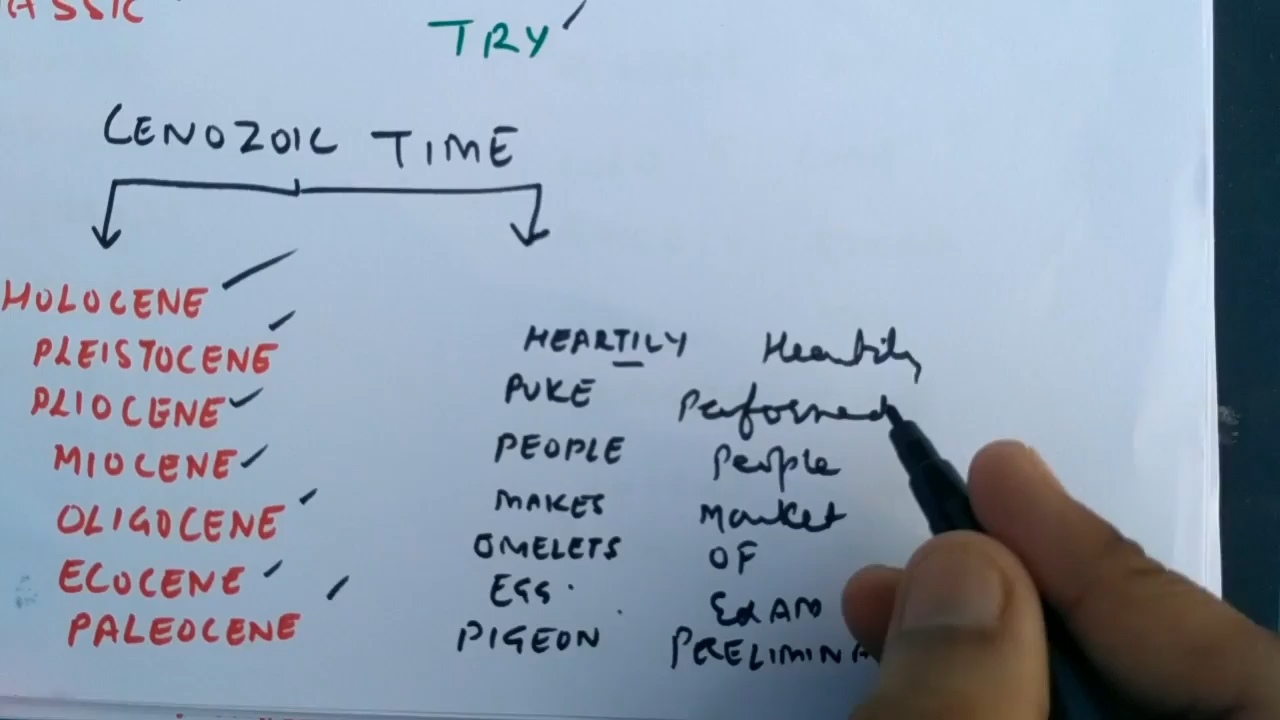 TRY
CENOZOIC TIME
HOLOCENE
PLEISTOCENE
PLIOCENE
MIOCENE
OLIGOCENE
ECOCENE
PALEOCENE
HEARTILY
PUKE
PEOPLE
MAKES
OMELETS
EGG
PIGEON
Heartily
Performed
People
Market
OF
EXAM
PRELIMINA